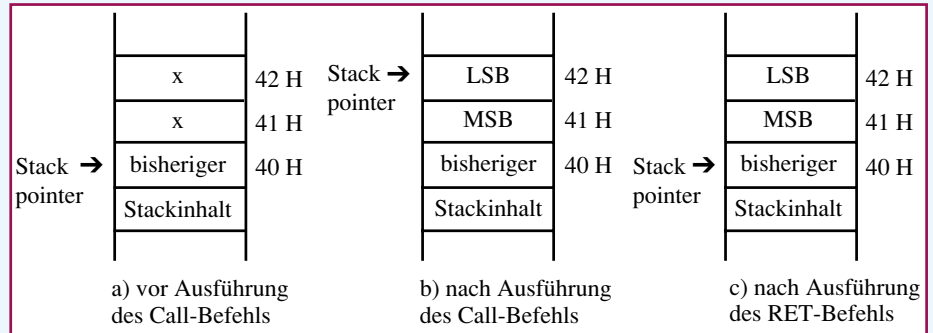 x
42 H
x
41 H
Stack ➔
pointer
bisheriger
40 H
Stackinhalt
a) vor Ausführung
des Call-Befehls
Stack ➔
pointer
LSB
42 H
MSB
41 H
bisheriger
40 H
Stackinhalt
b) nach Ausführung
des Call-Befehls
LSB
42 H
MSB
41 H
Stack ➔
pointer
bisheriger
40 H
Stackinhalt
c) nach Ausführung
des RET-Befehls